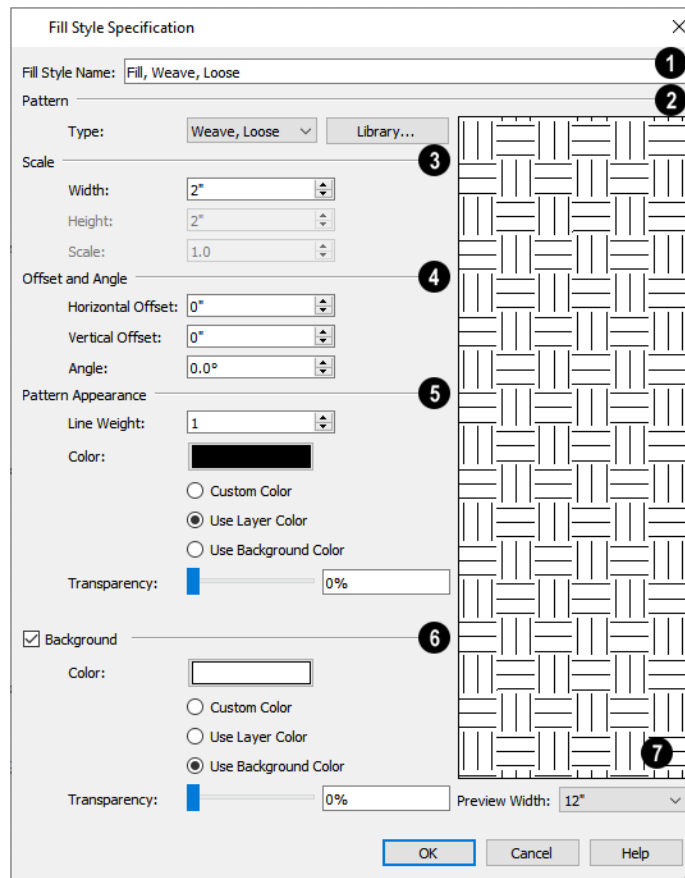 Fill Style Specification
Fill Style Name: Fill, Weave, Loose 1
Pattern 2
Type: Weave, Loose Library...
Scale 3
Width: 2"
Height: 2"
Scale: 1.0
Offset and Angle 4
Horizontal Offset: 0"
Vertical Offset: 0"
Angle: 0.0°
Pattern Appearance 5
Line Weight: 1
Color:
Custom Color
Use Layer Color
Use Background Color
Transparency: 0%
Background 6
Color:
Custom Color
Use Layer Color
Use Background Color
7
Transparency: 0% Preview Width: 12"
OK Cancel Help